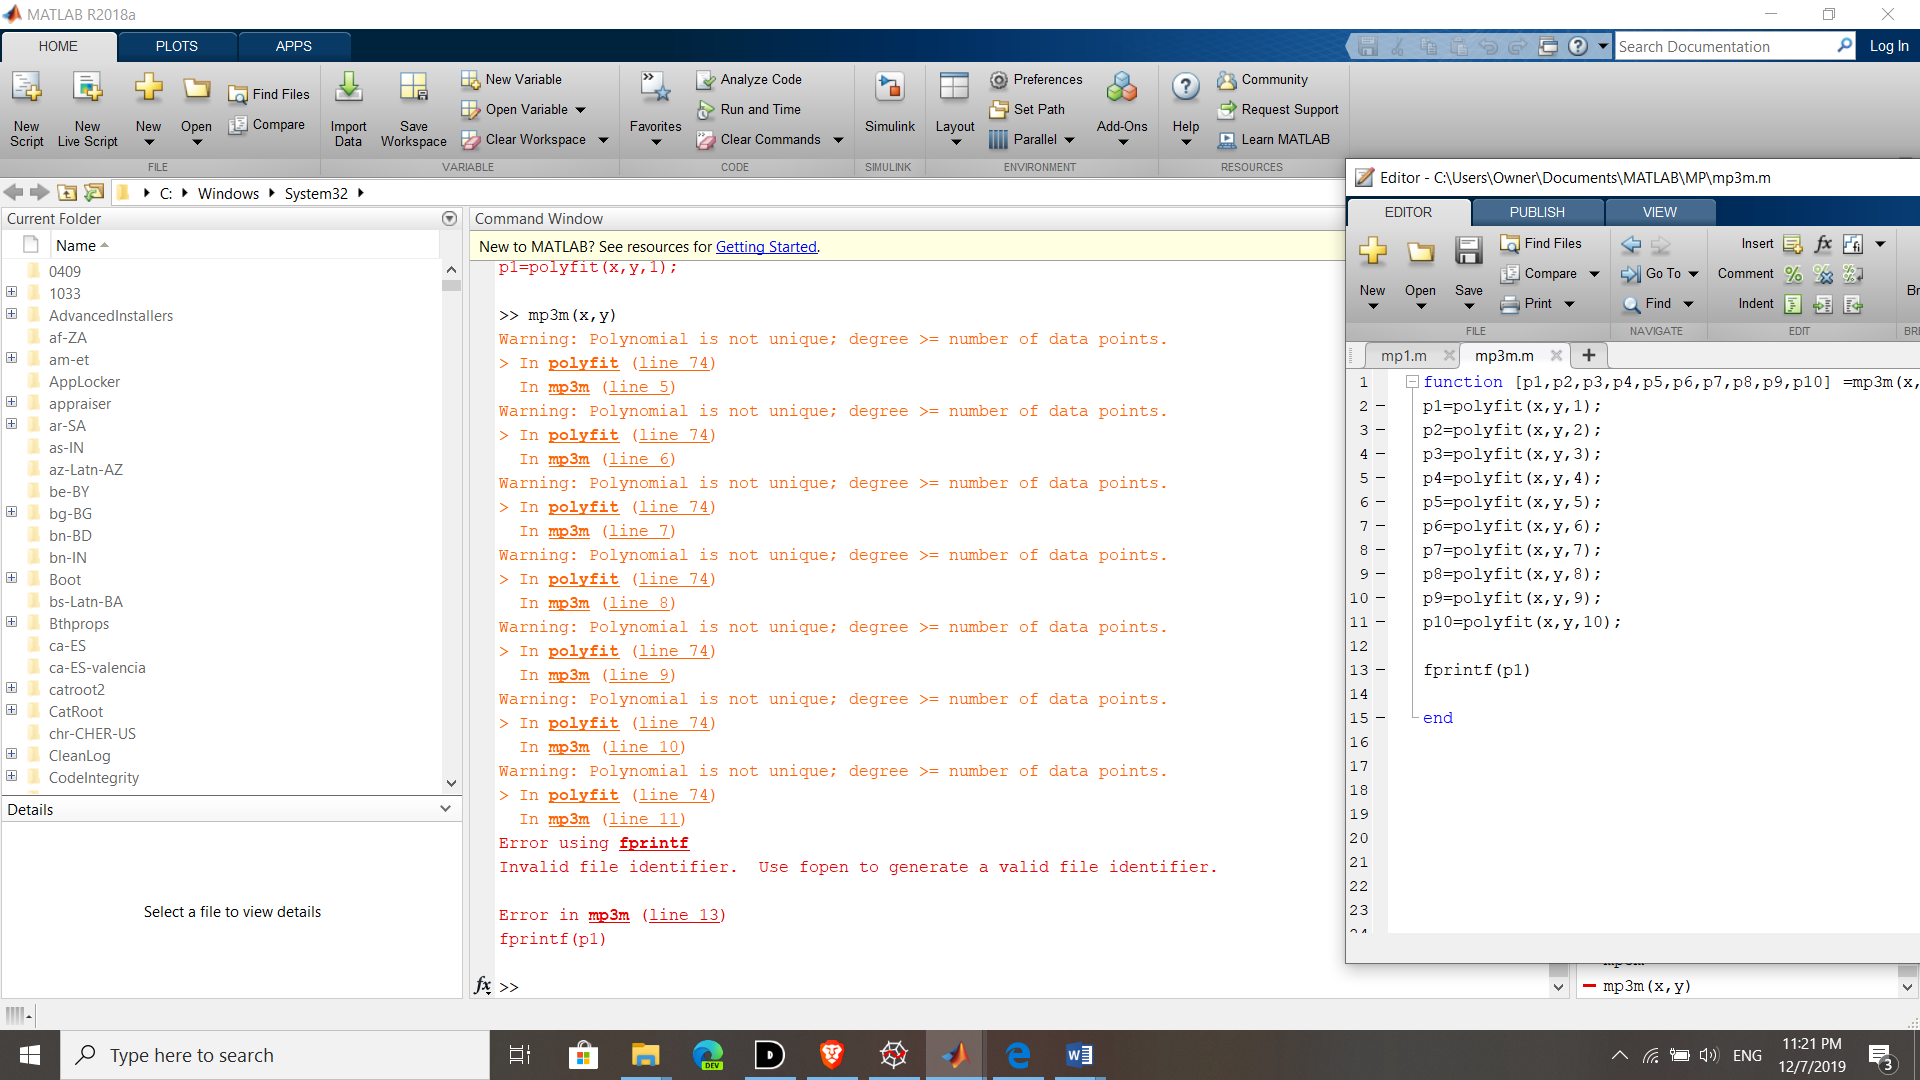 MATLAB R2018a
HOME PLOTS APPS
Search Documentation
Log In
New Script
New Live Script
New
Open
Find Files
Compare
FILE
Import Data
Save Workspace
New Variable
Open Variable
Clear Workspace
VARIABLE
Favorites
Analyze Code
Run and Time
Clear Commands
CODE
Simulink
SIMULINK
Layout
Preferences
Set Path
Parallel
Add-Ons
ENVIRONMENT
Help
Community
Request Support
Learn MATLAB
RESOURCES
C: Windows System32
Current Folder
Name
0409
1033
AdvancedInstallers
af-ZA
am-et
AppLocker
appraiser
ar-SA
as-IN
az-Latn-AZ
be-BY
bg-BG
bn-BD
bn-IN
Boot
bs-Latn-BA
Bthprops
ca-ES
ca-ES-valencia
catroot2
CatRoot
chr-CHER-US
CleanLog
CodeIntegrity
Details
Select a file to view details
Command Window
New to MATLAB? See resources for Getting Started.
p1=polyfit(x,y,1);
>> mp3m(x,y)
Warning: Polynomial is not unique; degree >= number of data points.
> In polyfit (line 74)
In mp3m (line 5)
Warning: Polynomial is not unique; degree >= number of data points.
> In polyfit (line 74)
In mp3m (line 6)
Warning: Polynomial is not unique; degree >= number of data points.
> In polyfit (line 74)
In mp3m (line 7)
Warning: Polynomial is not unique; degree >= number of data points.
> In polyfit (line 74)
In mp3m (line 8)
Warning: Polynomial is not unique; degree >= number of data points.
> In polyfit (line 74)
In mp3m (line 9)
Warning: Polynomial is not unique; degree >= number of data points.
> In polyfit (line 74)
In mp3m (line 10)
Warning: Polynomial is not unique; degree >= number of data points.
> In polyfit (line 74)
In mp3m (line 11)
Error using fprintf
Invalid file identifier.  Use fopen to generate a valid file identifier.
Error in mp3m (line 13)
fprintf(p1)
fx >>
Editor - C:\Users\Owner\Documents\MATLAB\MP\mp3m.m
EDITOR PUBLISH VIEW
New
Open
Save
Find Files
Compare
Print
FILE
Go To
Find
NAVIGATE
Insert fx
Comment
Indent
EDIT
mp1.m mp3m.m
1 function [p1,p2,p3,p4,p5,p6,p7,p8,p9,p10] =mp3m(x,
2 p1=polyfit(x,y,1);
3 p2=polyfit(x,y,2);
4 p3=polyfit(x,y,3);
5 p4=polyfit(x,y,4);
6 p5=polyfit(x,y,5);
7 p6=polyfit(x,y,6);
8 p7=polyfit(x,y,7);
9 p8=polyfit(x,y,8);
10 p9=polyfit(x,y,9);
11 p10=polyfit(x,y,10);
12
13 fprintf(p1)
14
15 end
16
17
18
19
20
21
22
23
24
mp3m(x,y)
Type here to search
DEV
ENG
11:21 PM
12/7/2019
3